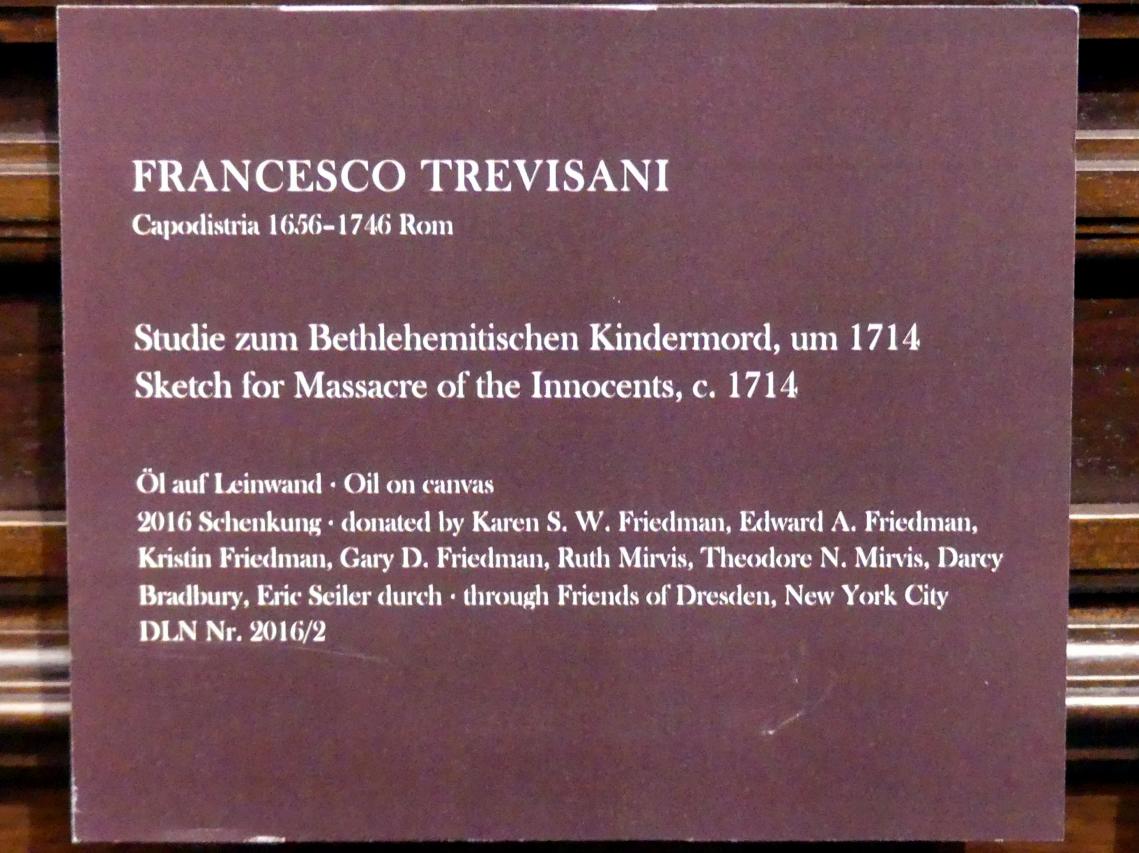 FRANCESCO TREVISANI
Capodistria 1656–1746 Rom
Studie zum Bethlehemitischen Kindermord, um 1714
Sketch for Massacre of the Innocents, c. 1714
Öl auf Leinwand · Oil on canvas
2016 Schenkung · donated by Karen S. W. Friedman, Edward A. Friedman,
Kristin Friedman, Gary D. Friedman, Ruth Mirvis, Theodore N. Mirvis, Darcy
Bradbury, Eric Seiler durch · through Friends of Dresden, New York City
DLN Nr. 2016/2